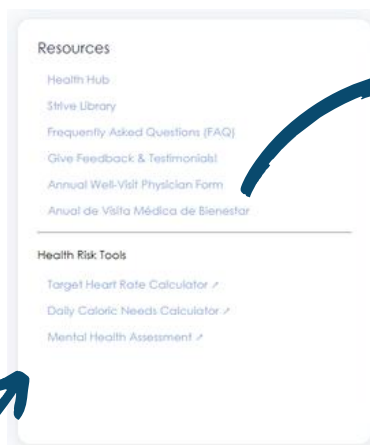 Resources
Health Hub
Strive Library
Frequently Asked Questions (FAQ)
Give Feedback & Testimonials!
Annual Well-Visit Physician Form
Anual de Visita Médica de Bienestar
Health Risk Tools
Target Heart Rate Calculator ↗
Daily Caloric Needs Calculator ↗
Mental Health Assessment ↗